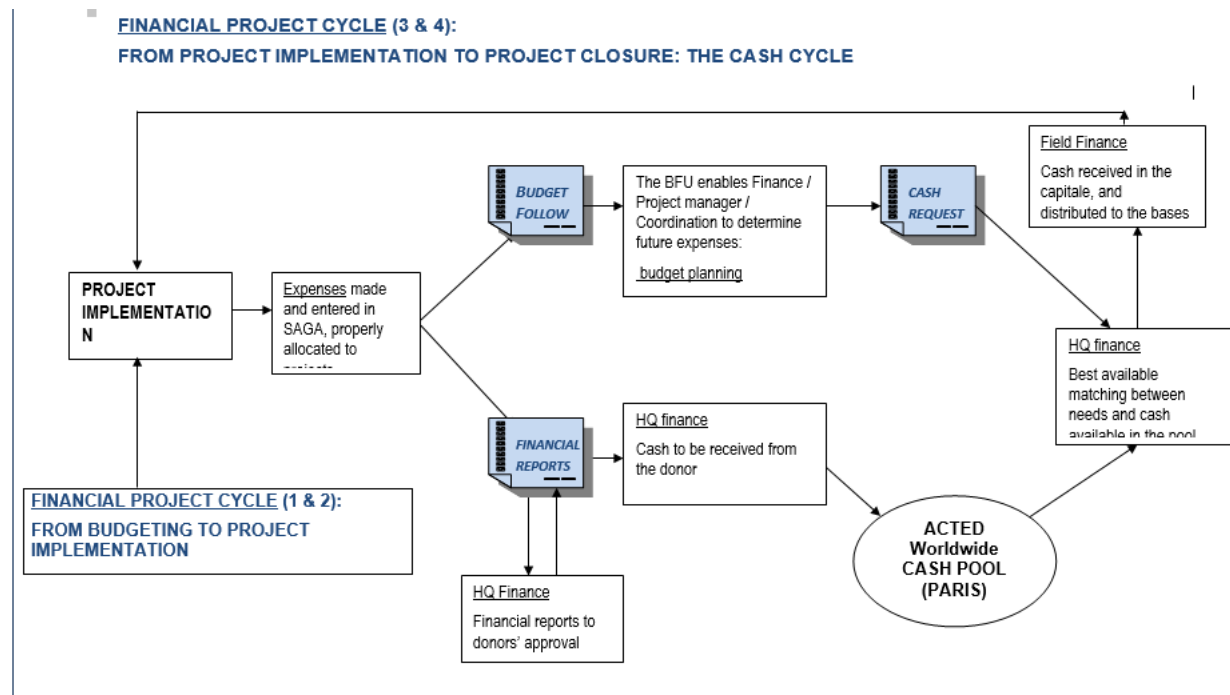 FINANCIAL PROJECT CYCLE (3 & 4):
FROM PROJECT IMPLEMENTATION TO PROJECT CLOSURE: THE CASH CYCLE
Field Finance
Cash received in the
capitale, and
distributed to the bases
BUDGET
FOLLOW
The BFU enables Finance /
Project manager /
Coordination to determine
future expenses:
budget planning
CASH
REQUEST
PROJECT
IMPLEMENTATIO
N
Expenses made
and entered in
SAGA, properly
allocated to
projects
HQ finance
Best available
matching between
needs and cash
available in the pool
FINANCIAL
REPORTS
HQ finance
Cash to be received from
the donor
FINANCIAL PROJECT CYCLE (1 & 2):
FROM BUDGETING TO PROJECT
IMPLEMENTATION
ACTED
Worldwide
CASH POOL
(PARIS)
HQ Finance
Financial reports to
donors' approval